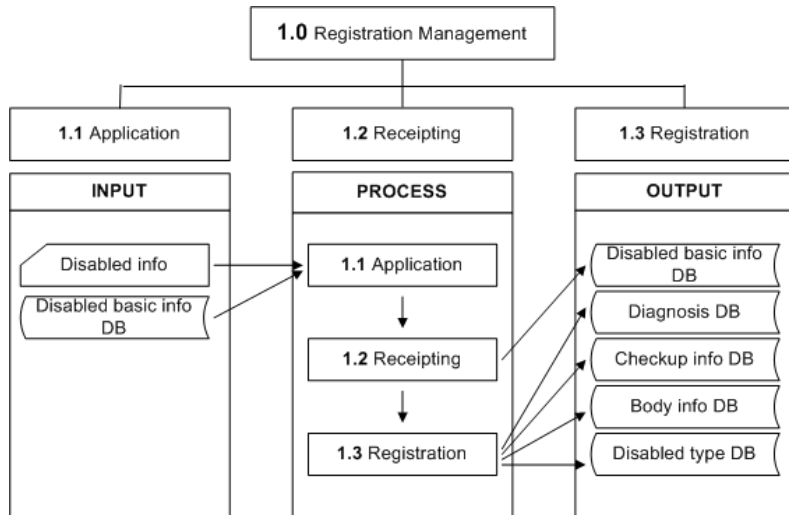 1.0 Registration Management
1.1 Application
1.2 Receipting
1.3 Registration
INPUT
PROCESS
OUTPUT
Disabled info
Disabled basic info
DB
1.1 Application
1.2 Receipting
1.3 Registration
Disabled basic info
DB
Diagnosis DB
Checkup info DB
Body info DB
Disabled type DB